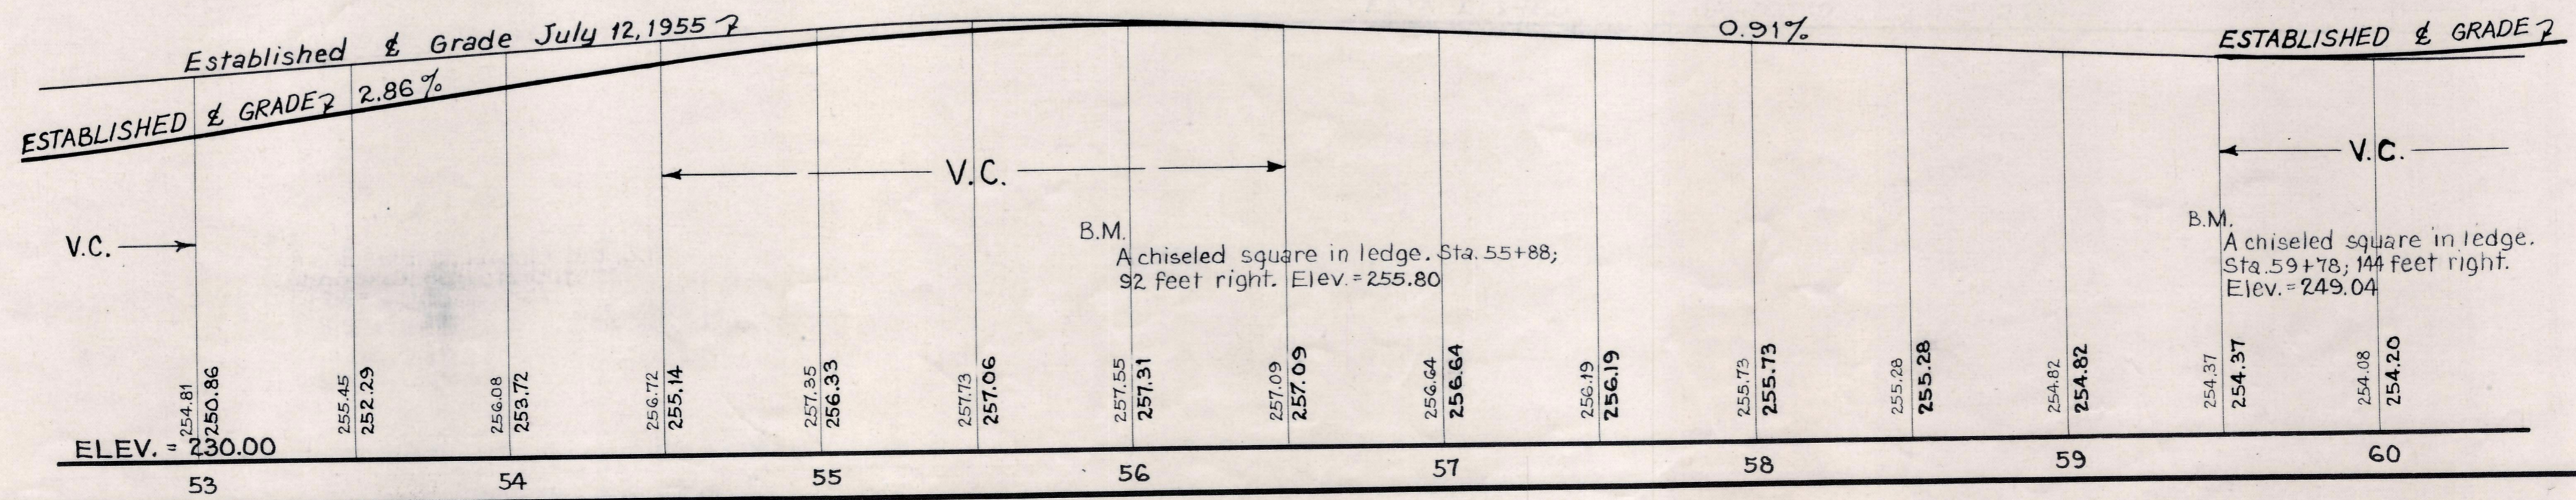 Established ℄ Grade July 12, 1955
0.91%
ESTABLISHED ℄ GRADE
ESTABLISHED ℄ GRADE 2.86%
V.C.
V.C.
V.C.
B.M.
A chiseled square in ledge. Sta. 55+88;
92 feet right. Elev.=255.80
B.M.
A chiseled square in ledge.
Sta. 59+78; 144 feet right.
Elev.=249.04
254.81 250.86
255.45 252.29
256.08 253.72
256.72 255.14
257.35 256.33
257.73 257.06
257.55 257.31
257.09 257.09
256.64 256.64
256.19 256.19
255.73 255.73
255.28 255.28
254.82 254.82
254.37 254.37
254.08 254.20
ELEV. = 230.00
53 54 55 56 57 58 59 60